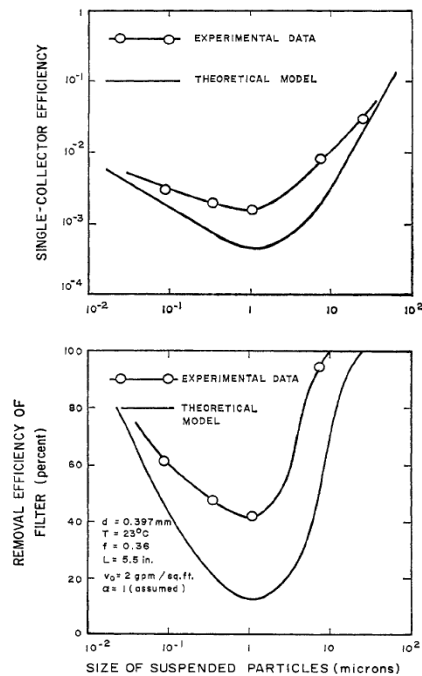 1
EXPERIMENTAL DATA
10⁻¹
THEORETICAL MODEL
10⁻²
10⁻³
10⁻⁴
SINGLE-COLLECTOR EFFICIENCY
10⁻² 10⁻¹ 1 10 10²
100
EXPERIMENTAL DATA
80
THEORETICAL
MODEL
60
40
d = 0.397mm
T = 23°C
f = 0.36
20
L = 5.5 in.
v₀= 2 gpm / sq.ft.
α = 1 (assumed)
0
REMOVAL EFFICIENCY OF
FILTER (percent)
10⁻² 10⁻¹ 1 10 10²
SIZE OF SUSPENDED PARTICLES (microns)